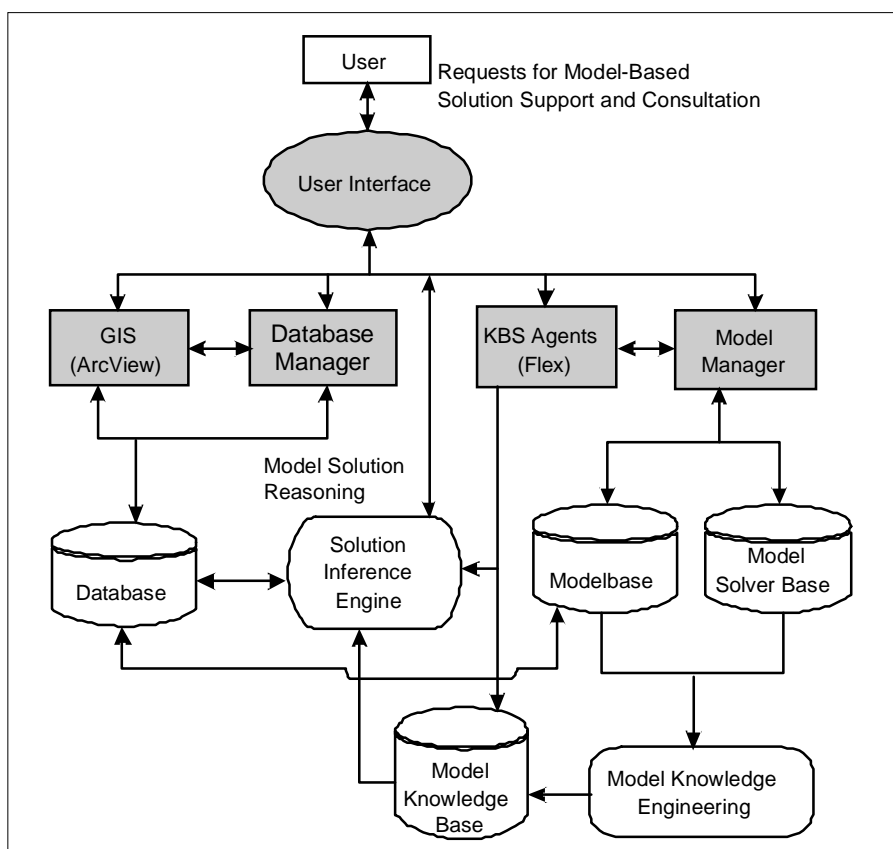 User
Requests for Model-Based
Solution Support and Consultation
User Interface
GIS
(ArcView)
Database
Manager
KBS Agents
(Flex)
Model
Manager
Model Solution
Reasoning
Database
Solution
Inference
Engine
Modelbase
Model
Solver Base
Model
Knowledge
Base
Model Knowledge
Engineering